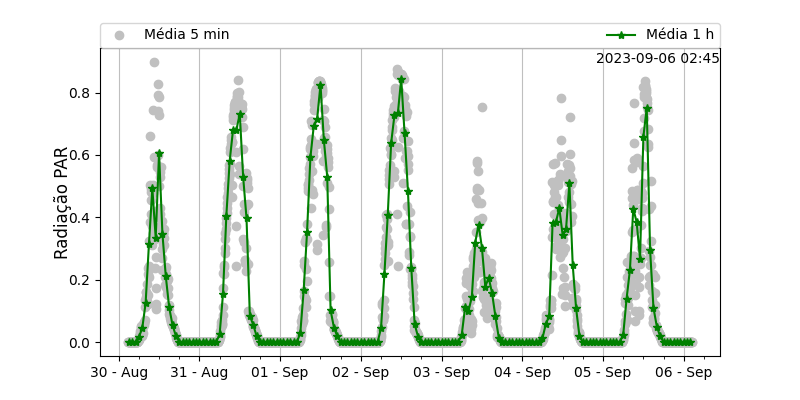 Média 5 min
Média 1 h
2023-09-06 02:45
Radiação PAR
0.8
0.6
0.4
0.2
0.0
30 - Aug
31 - Aug
01 - Sep
02 - Sep
03 - Sep
04 - Sep
05 - Sep
06 - Sep